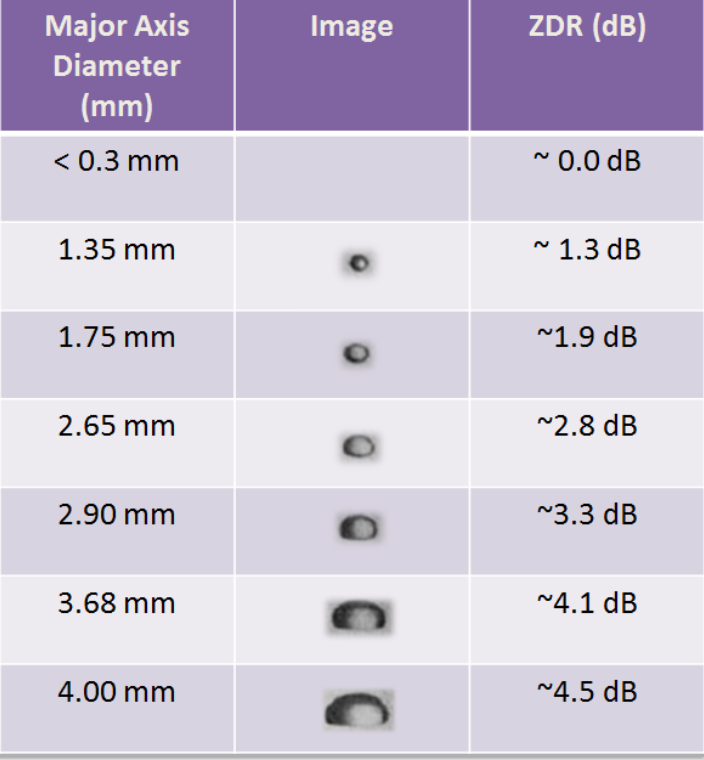 Major Axis Diameter (mm) Image ZDR (dB)
< 0.3 mm ~ 0.0 dB
1.35 mm ~ 1.3 dB
1.75 mm ~1.9 dB
2.65 mm ~2.8 dB
2.90 mm ~3.3 dB
3.68 mm ~4.1 dB
4.00 mm ~4.5 dB